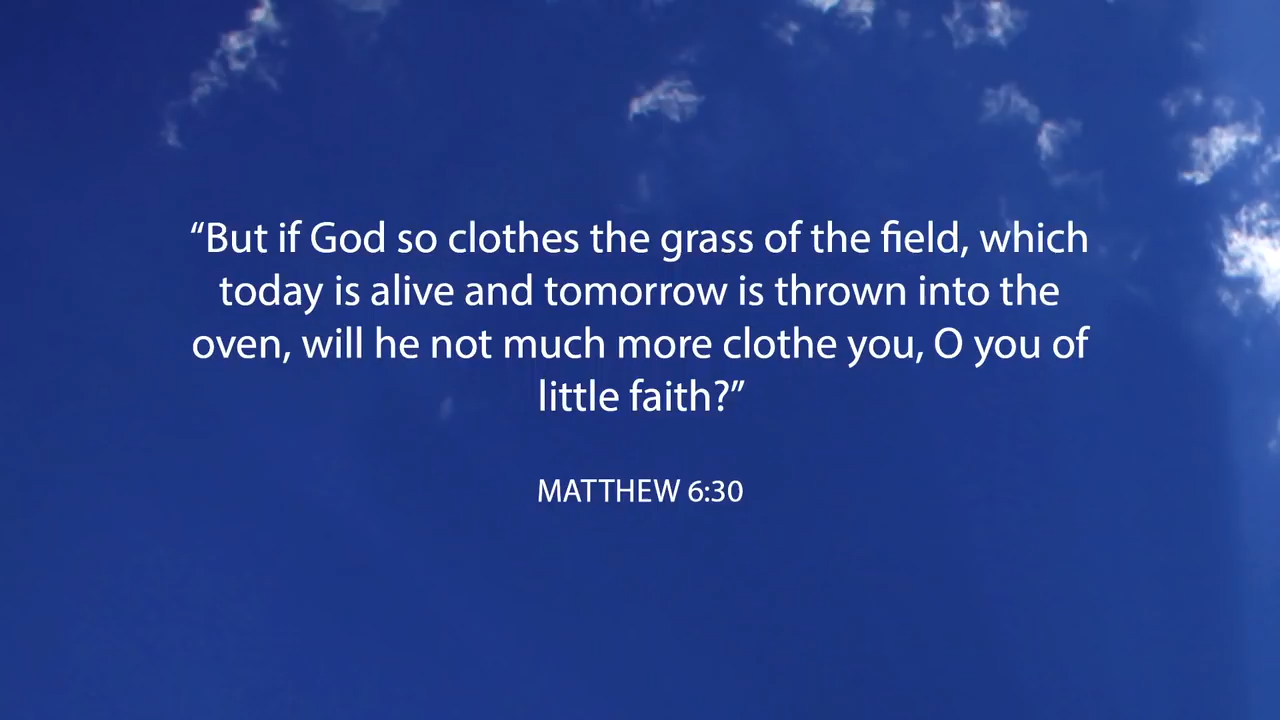 “But if God so clothes the grass of the field, which
today is alive and tomorrow is thrown into the
oven, will he not much more clothe you, O you of
little faith?”
MATTHEW 6:30